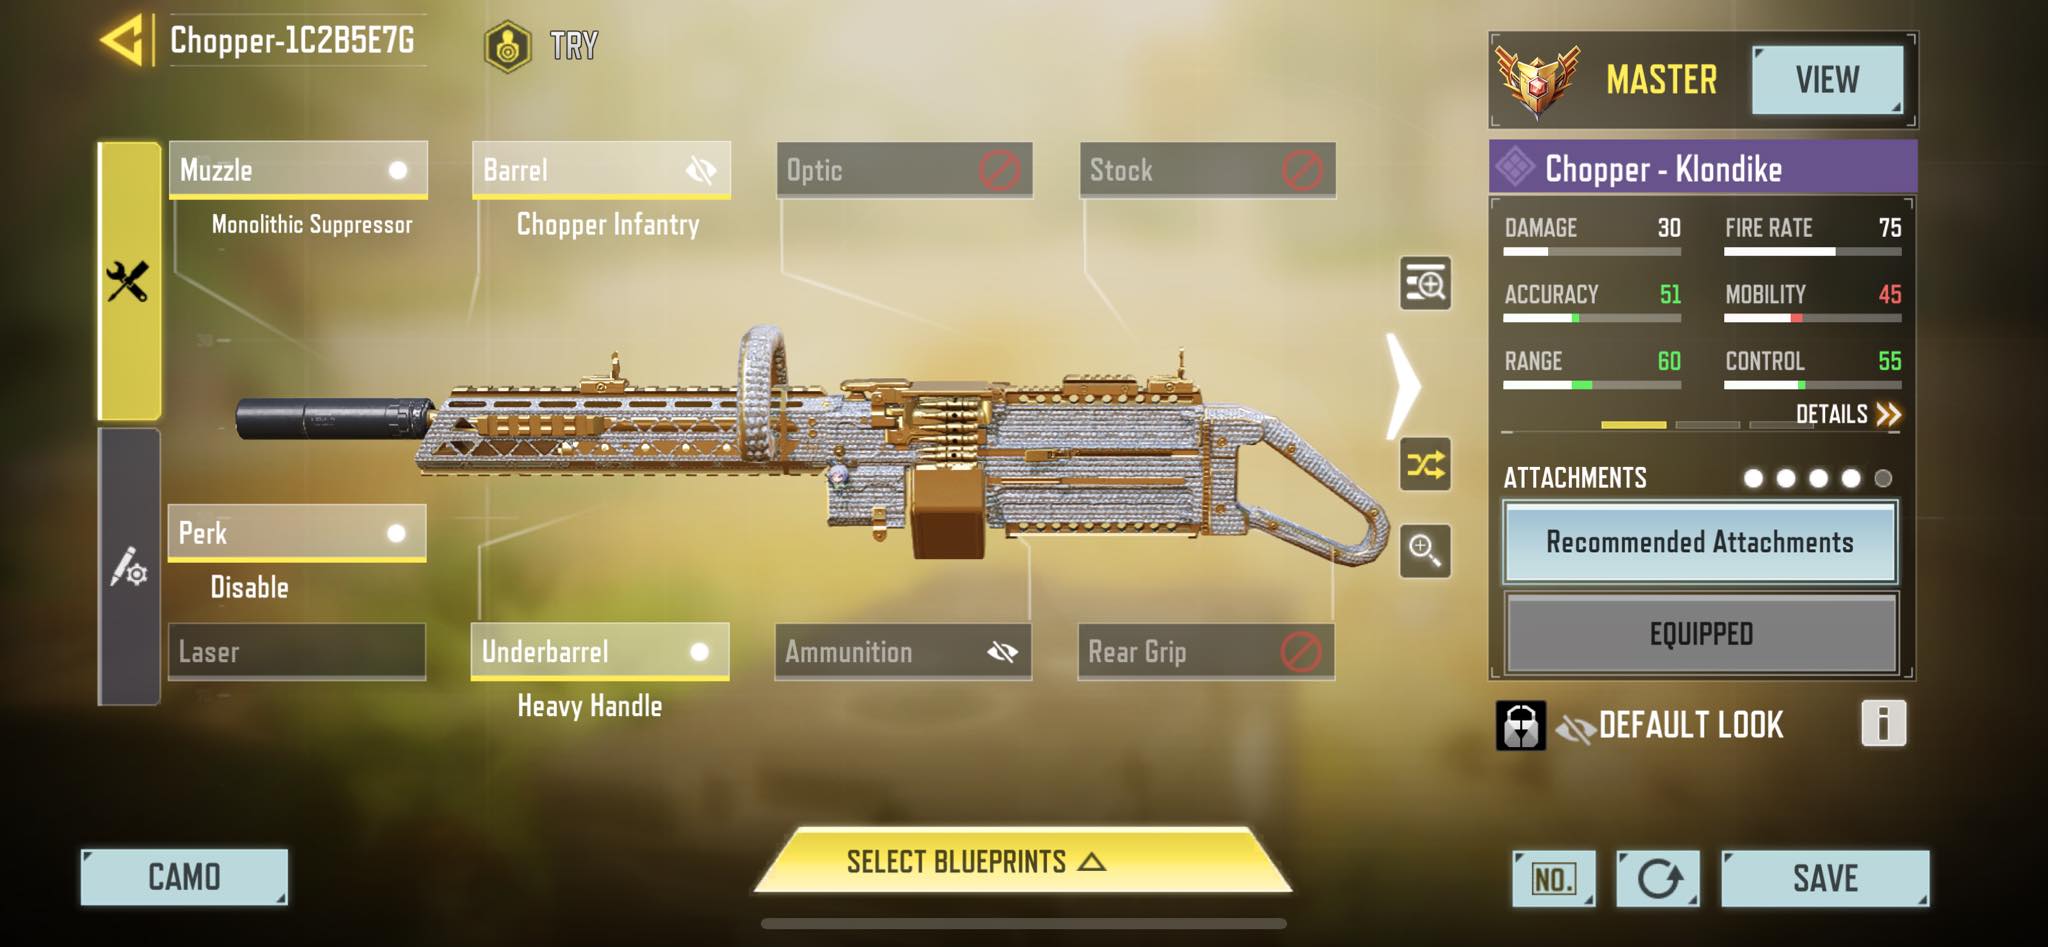 Chopper-1C2B5E7G
TRY
MASTER
VIEW
Muzzle
Monolithic Suppressor
Barrel
Chopper Infantry
Optic
Stock
Chopper - Klondike
DAMAGE 30
FIRE RATE 75
ACCURACY 51
MOBILITY 45
RANGE 60
CONTROL 55
DETAILS
ATTACHMENTS
Recommended Attachments
EQUIPPED
Perk
Disable
Laser
Underbarrel
Heavy Handle
Ammunition
Rear Grip
DEFAULT LOOK
i
CAMO
SELECT BLUEPRINTS
NO.
SAVE